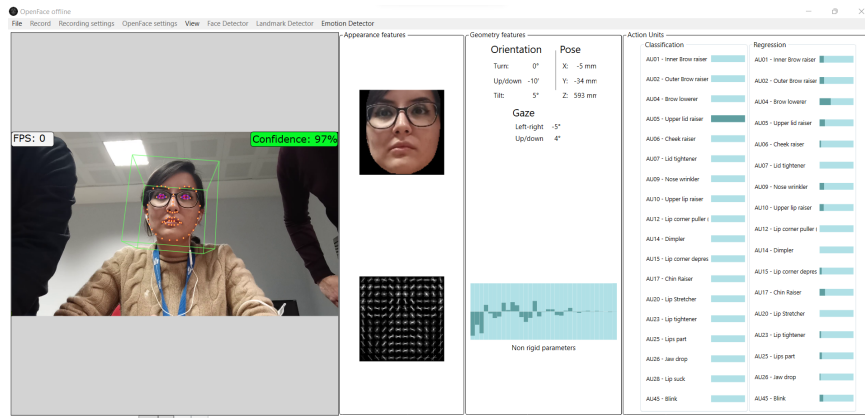 OpenFace offline
File Record Recording settings OpenFace settings View Face Detector Landmark Detector Emotion Detector
FPS: 0
Confidence: 97%
Appearance features
Geometry features
Orientation
Turn: 0°
Up/down -10°
Tilt: 5°
Pose
X: -5 mm
Y: -34 mm
Z: 593 mm
Gaze
Left-right -5°
Up/down 4°
Non rigid parameters
Action Units
Classification
AU01 - Inner Brow raiser
AU02 - Outer Brow raiser
AU04 - Brow lowerer
AU05 - Upper lid raiser
AU06 - Cheek raiser
AU07 - Lid tightener
AU09 - Nose wrinkler
AU10 - Upper lip raiser
AU12 - Lip corner puller (
AU14 - Dimpler
AU15 - Lip corner depres
AU17 - Chin Raiser
AU20 - Lip Stretcher
AU23 - Lip tightener
AU25 - Lips part
AU26 - Jaw drop
AU28 - Lip suck
AU45 - Blink
Regression
AU01 - Inner Brow raiser
AU02 - Outer Brow raiser
AU04 - Brow lowerer
AU05 - Upper lid raiser
AU06 - Cheek raiser
AU07 - Lid tightener
AU09 - Nose wrinkler
AU10 - Upper lip raiser
AU12 - Lip corner puller (
AU14 - Dimpler
AU15 - Lip corner depres
AU17 - Chin Raiser
AU20 - Lip Stretcher
AU23 - Lip tightener
AU25 - Lips part
AU26 - Jaw drop
AU45 - Blink